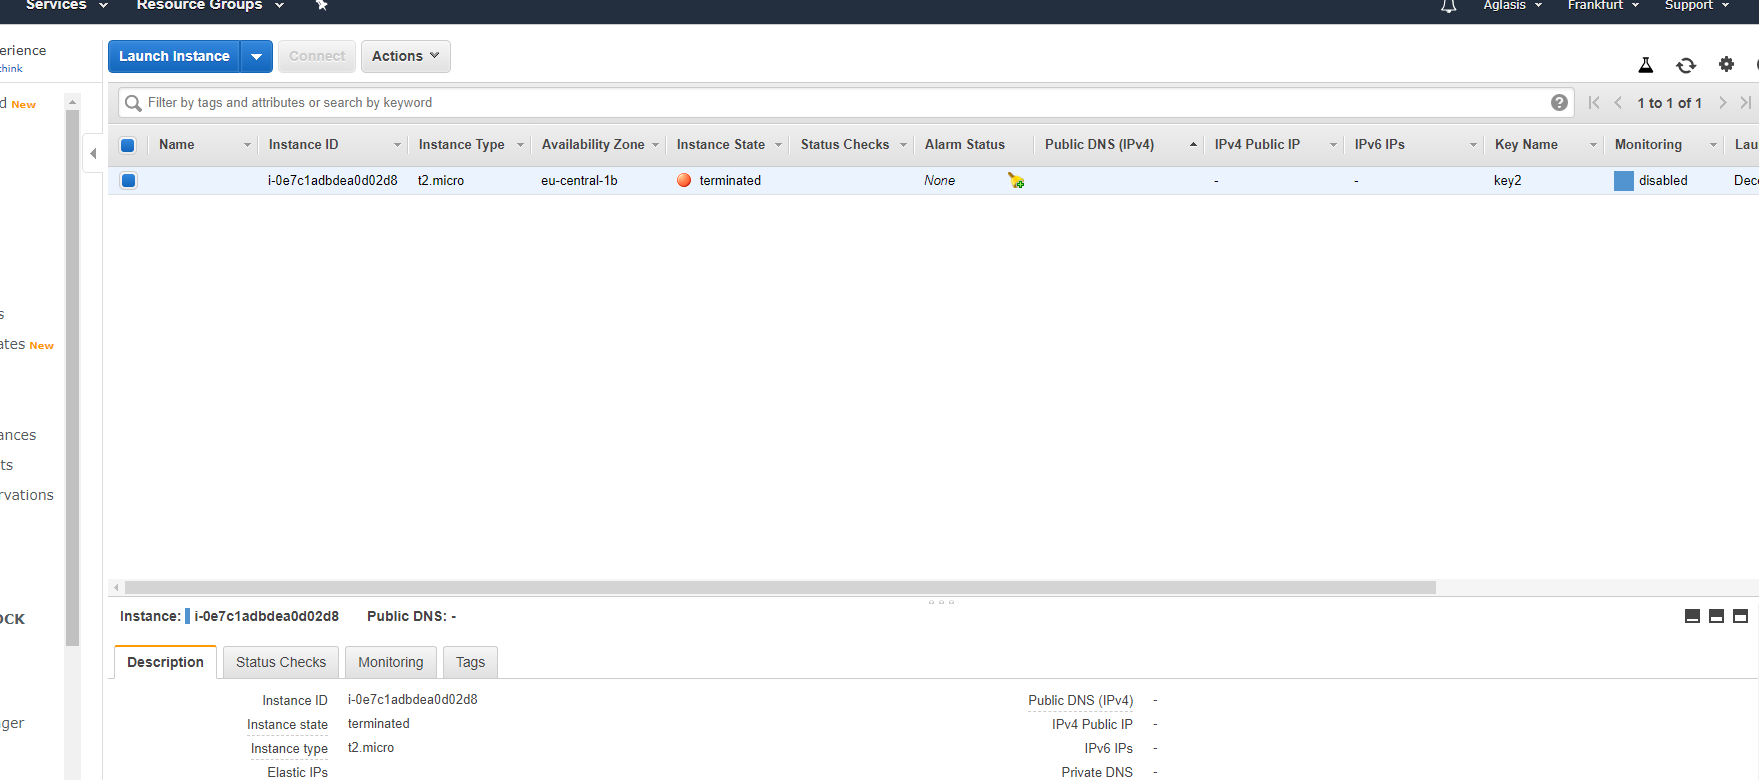 Services Resource Groups Aglasis Frankfurt Support
erience
think
Launch Instance Connect Actions
d New
Filter by tags and attributes or search by keyword 1 to 1 of 1
Name Instance ID Instance Type Availability Zone Instance State Status Checks Alarm Status Public DNS (IPv4) IPv4 Public IP IPv6 IPs Key Name Monitoring Lau
i-0e7c1adbdea0d02d8 t2.micro eu-central-1b terminated None - - key2 disabled Dece
s
ates New
ances
ts
rvations
OCK
ger
Instance: i-0e7c1adbdea0d02d8 Public DNS: -
Description Status Checks Monitoring Tags
Instance ID i-0e7c1adbdea0d02d8 Public DNS (IPv4) -
Instance state terminated IPv4 Public IP -
Instance type t2.micro IPv6 IPs -
Elastic IPs Private DNS -